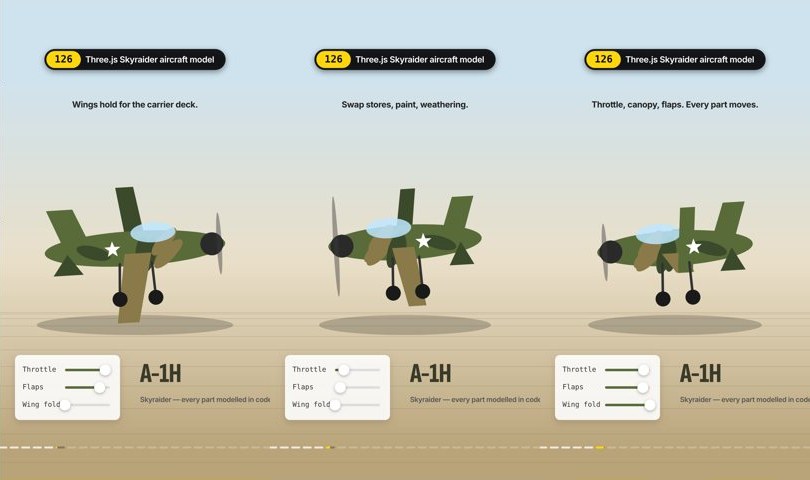 126 Three.js Skyraider aircraft model
Wings hold for the carrier deck.
Throttle
Flaps
Wing fold
A-1H
Skyraider — every part modelled in code
126 Three.js Skyraider aircraft model
Swap stores, paint, weathering.
Throttle
Flaps
Wing fold
A-1H
Skyraider — every part modelled in code
126 Three.js Skyraider aircraft model
Throttle, canopy, flaps. Every part moves.
Throttle
Flaps
Wing fold
A-1H
Skyraider — every part modelled in code